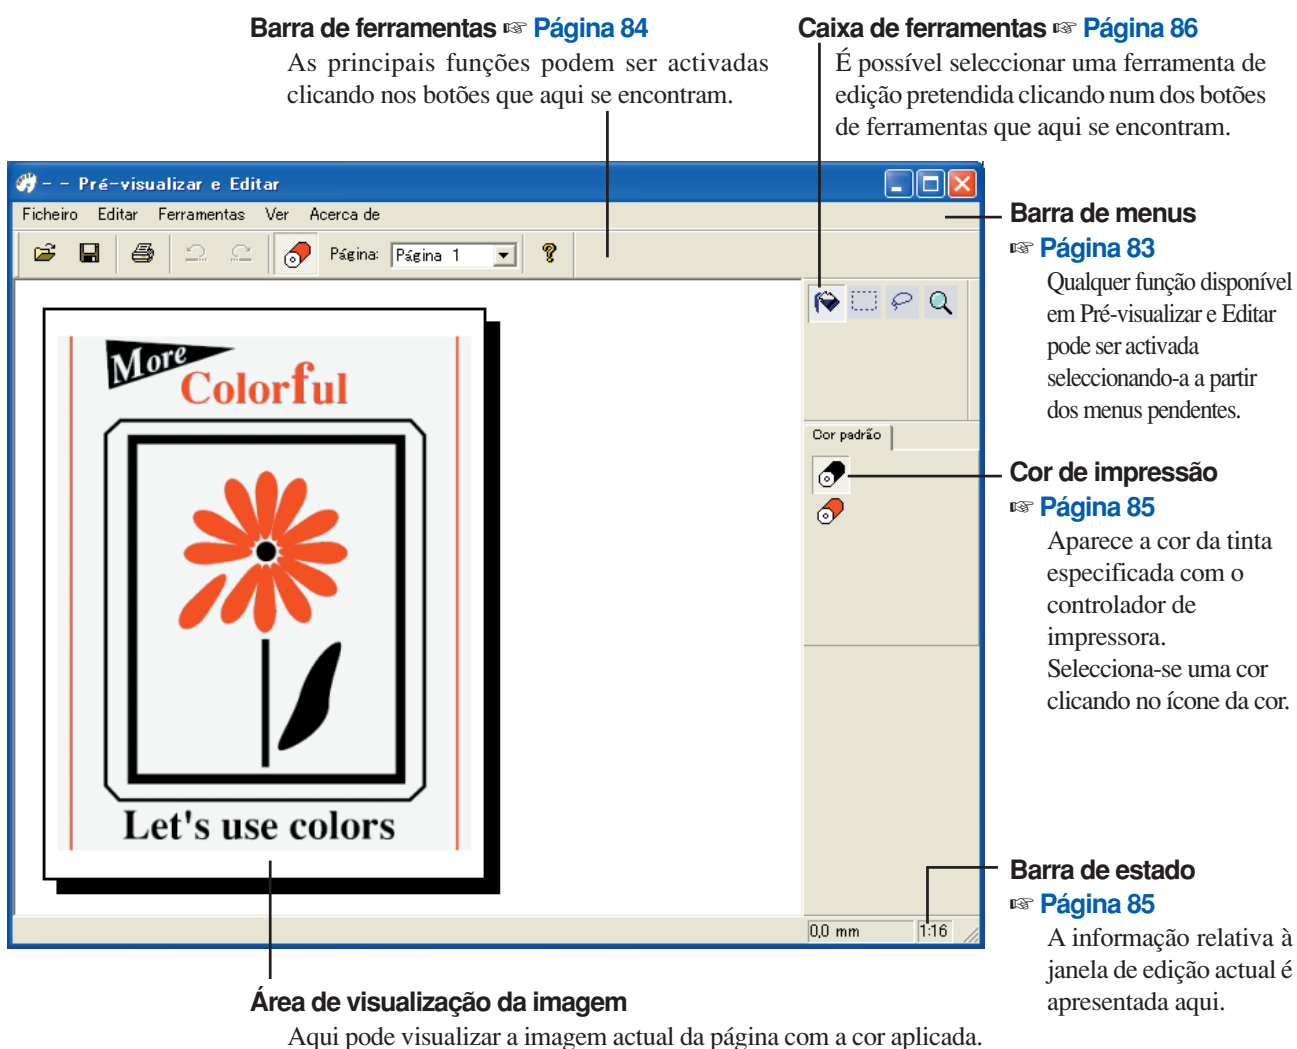 Barra de ferramentas ☞ Página 84
As principais funções podem ser activadas
clicando nos botões que aqui se encontram.
Caixa de ferramentas ☞ Página 86
É possível seleccionar uma ferramenta de
edição pretendida clicando num dos botões
de ferramentas que aqui se encontram.
- - Pré-visualizar e Editar
Ficheiro Editar Ferramentas Ver Acerca de
Página: Página 1
Barra de menus
☞ Página 83
Qualquer função disponível
em Pré-visualizar e Editar
pode ser activada
seleccionando-a a partir
dos menus pendentes.
More
Colorful
Let's use colors
Cor padrão
Cor de impressão
☞ Página 85
Aparece a cor da tinta
especificada com o
controlador de
impressora.
Selecciona-se uma cor
clicando no ícone da cor.
Barra de estado
☞ Página 85
A informação relativa à
janela de edição actual é
apresentada aqui.
0,0 mm 1:16
Área de visualização da imagem
Aqui pode visualizar a imagem actual da página com a cor aplicada.